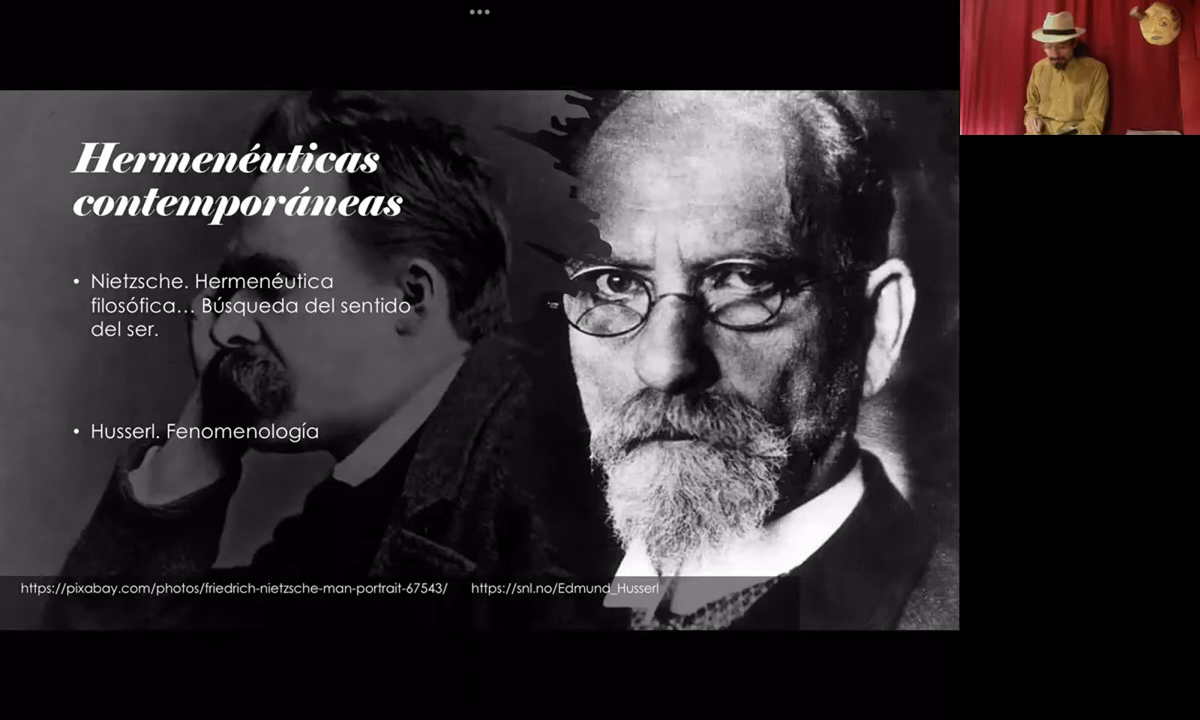 Hermenéuticas
contemporáneas
• Nietzsche. Hermenéutica
filosófica... Búsqueda del sentido
del ser.
• Husserl. Fenomenología
https://pixabay.com/photos/friedrich-nietzsche-man-portrait-67543/
https://snl.no/Edmund_Husserl